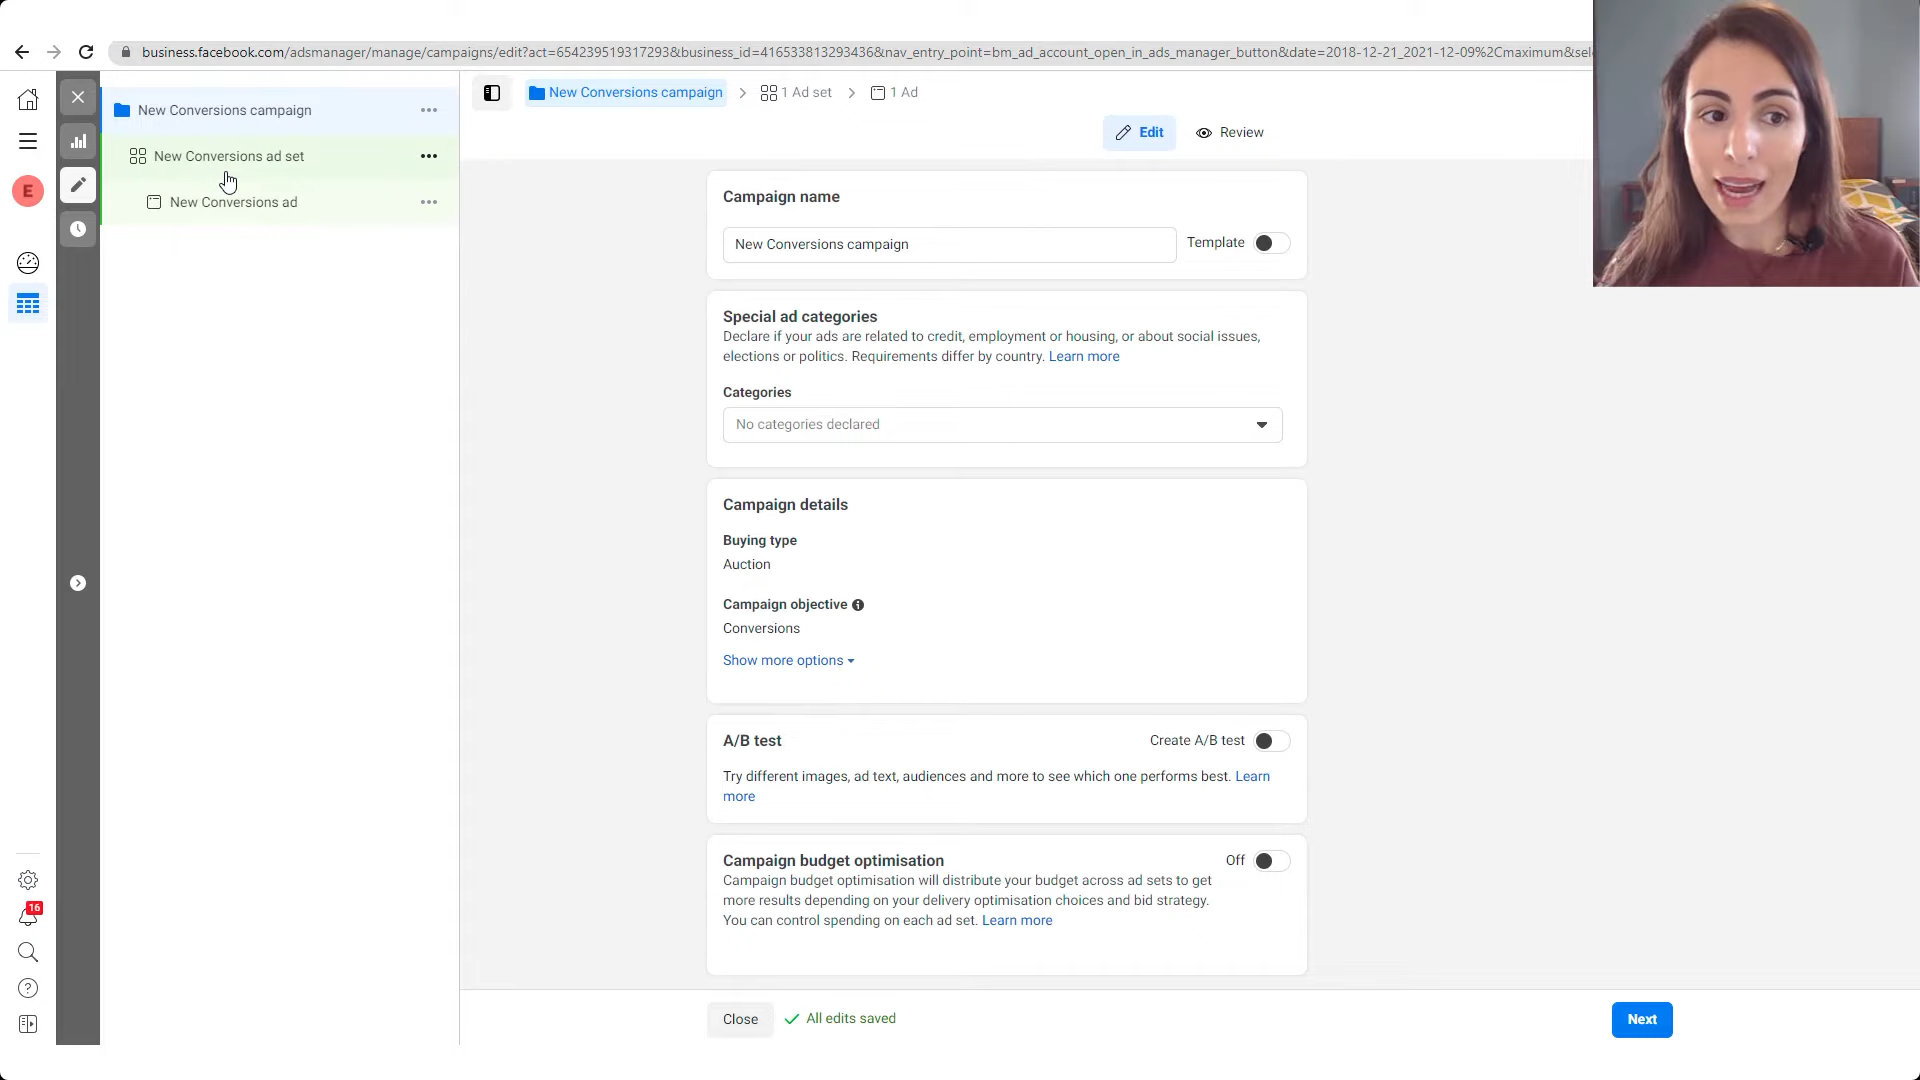 business.facebook.com/adsmanager/manage/campaigns/edit?act=654239519317293&business_id=416533813293436&nav_entry_point=bm_ad_account_open_in_ads_manager_button&date=2018-12-21_2021-12-09%2Cmaximum&sel
New Conversions campaign
New Conversions campaign
1 Ad set
1 Ad
Edit
Review
New Conversions ad set
E
New Conversions ad
Campaign name
New Conversions campaign
Template
Special ad categories
Declare if your ads are related to credit, employment or housing, or about social issues,
elections or politics. Requirements differ by country. Learn more
Categories
No categories declared
Campaign details
Buying type
Auction
Campaign objective
Conversions
Show more options
A/B test
Create A/B test
Try different images, ad text, audiences and more to see which one performs best. Learn
more
Campaign budget optimisation
Off
Campaign budget optimisation will distribute your budget across ad sets to get
more results depending on your delivery optimisation choices and bid strategy.
You can control spending on each ad set. Learn more
16
Close
All edits saved
Next